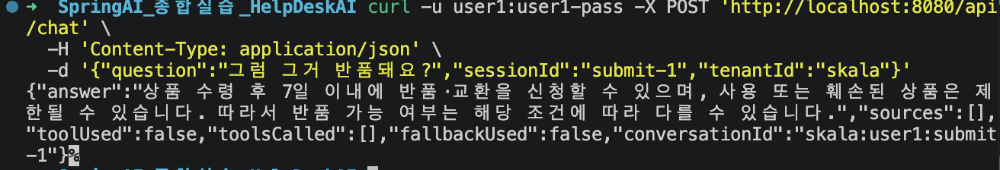 ➜  SpringAI_종합실습_HelpDeskAI curl -u user1:user1-pass -X POST 'http://localhost:8080/api
/chat' \
  -H 'Content-Type: application/json' \
  -d '{"question":"그럼 그거 반품돼요?","sessionId":"submit-1","tenantId":"skala"}'
{"answer":"상품 수령 후 7일 이내에 반품·교환을 신청할 수 있으며, 사용 또는 훼손된 상품은 제
한될 수 있습니다. 따라서 반품 가능 여부는 해당 조건에 따라 다를 수 있습니다.","sources":[],
"toolUsed":false,"toolsCalled":[],"fallbackUsed":false,"conversationId":"skala:user1:submit
-1"}%